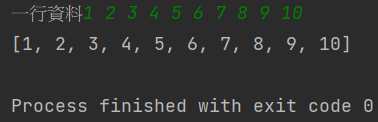 一行資料1 2 3 4 5 6 7 8 9 10
[1, 2, 3, 4, 5, 6, 7, 8, 9, 10]
Process finished with exit code 0